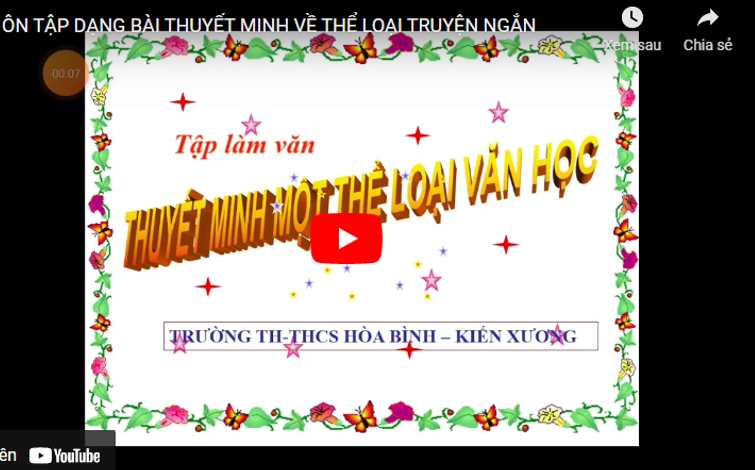 ÔN TẬP DẠNG BÀI THUYẾT MINH VỀ THỂ LOẠI TRUYỆN NGẮN
Xem sau
Chia sẻ
00:07
Tập làm văn
THUYẾT MINH MỘT THỂ LOẠI VĂN HỌC
TRƯỜNG TH-THCS HÒA BÌNH – KIẾN XƯƠNG
ên
YouTube